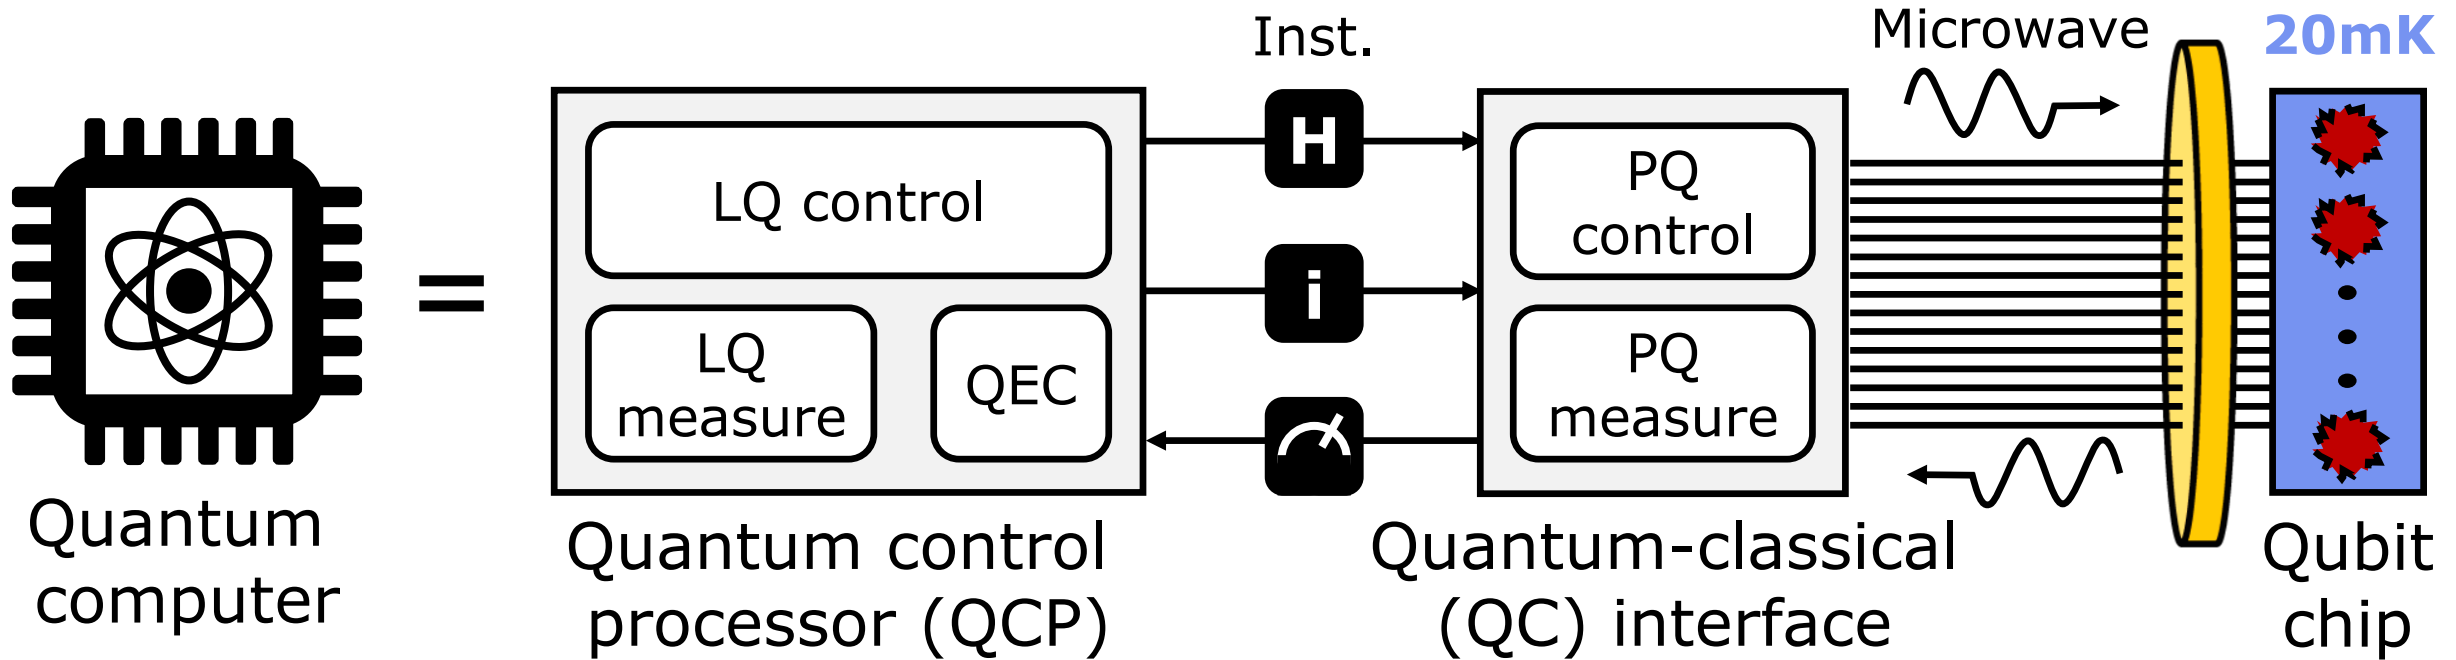 Quantum
computer
=
LQ control
LQ
measure
QEC
Quantum control
processor (QCP)
Inst.
H
i
PQ
control
PQ
measure
Quantum-classical
(QC) interface
Microwave
20mK
Qubit
chip